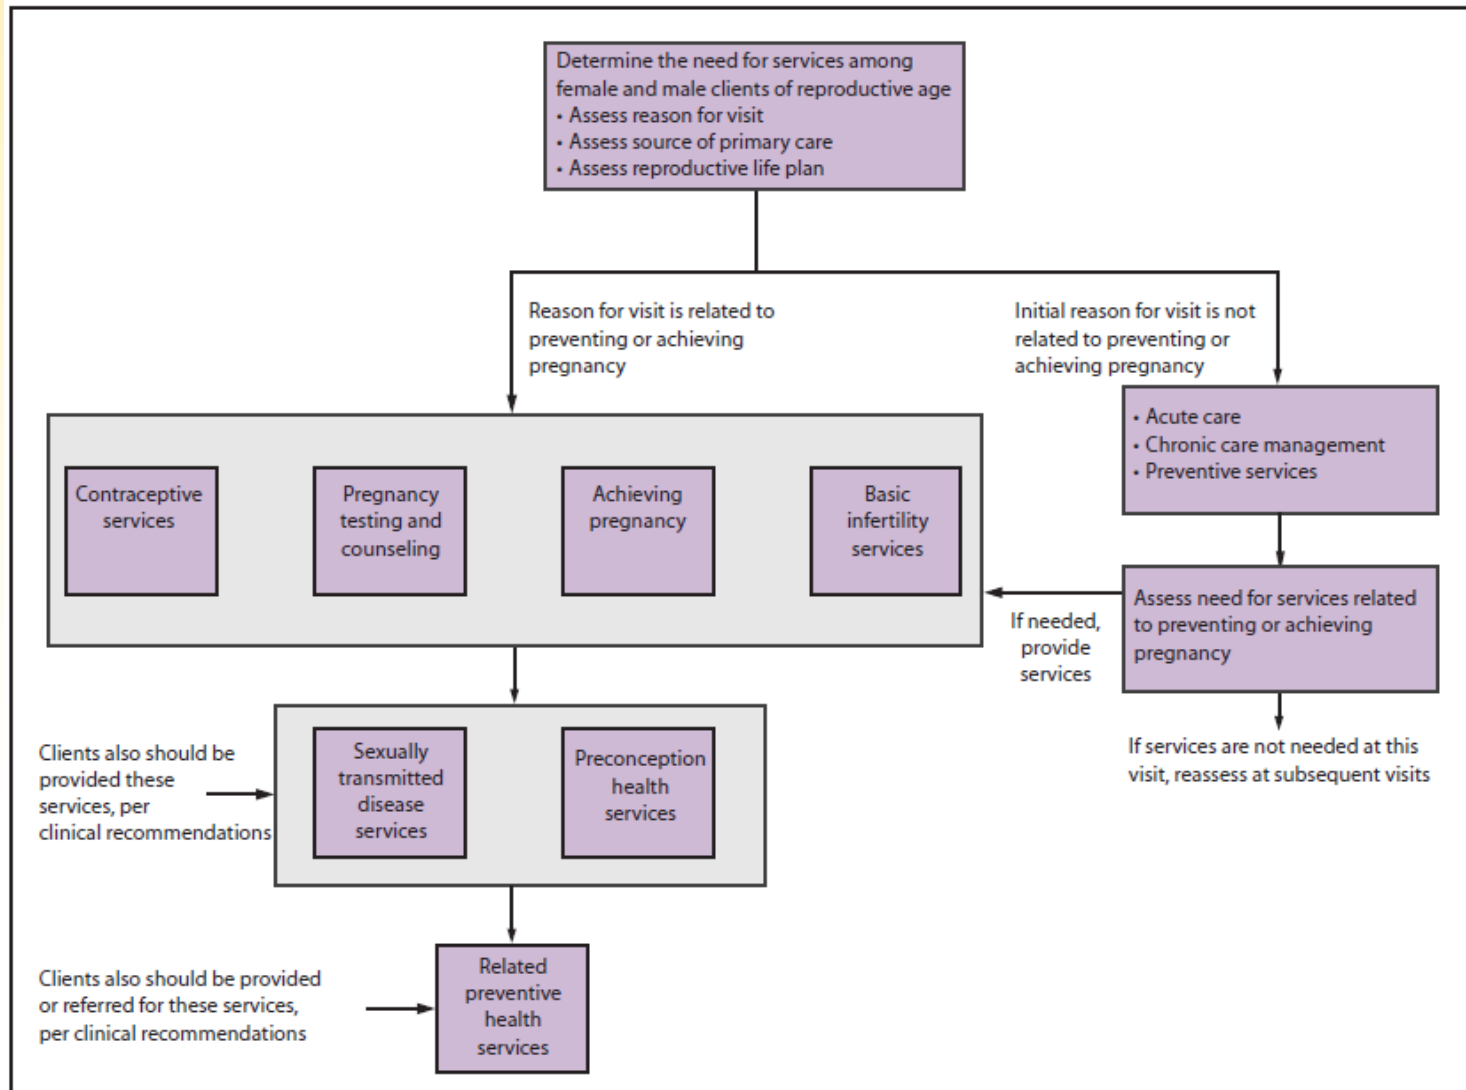 Determine the need for services among
female and male clients of reproductive age
• Assess reason for visit
• Assess source of primary care
• Assess reproductive life plan
Reason for visit is related to
preventing or achieving
pregnancy
Initial reason for visit is not
related to preventing or
achieving pregnancy
• Acute care
• Chronic care management
• Preventive services
Contraceptive
services
Pregnancy
testing and
counseling
Achieving
pregnancy
Basic
infertility
services
If needed,
provide
services
Assess need for services related
to preventing or achieving
pregnancy
If services are not needed at this
visit, reassess at subsequent visits
Clients also should be
provided these
services, per
clinical recommendations
Sexually
transmitted
disease
services
Preconception
health
services
Clients also should be provided
or referred for these services,
per clinical recommendations
Related
preventive
health
services